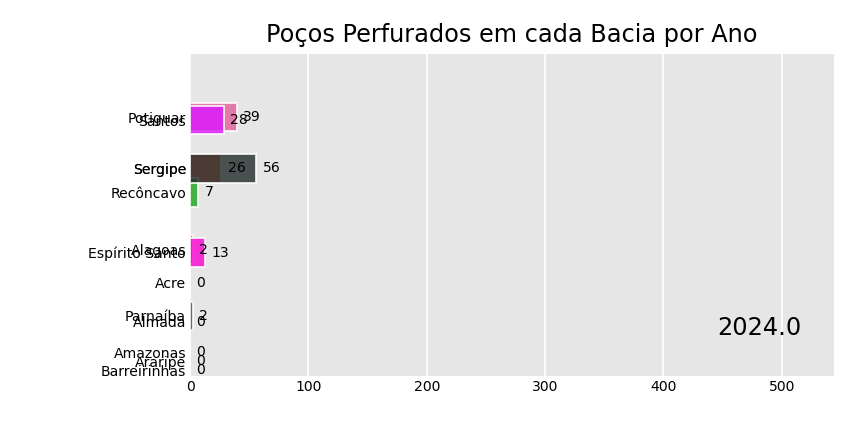 Poços Perfurados em cada Bacia por Ano
Potiguar 39
Santos 28
Sergipe 26 56
Recôncavo 7
Alagoas 2
Espírito Santo 13
Acre 0
Parnaíba 2
Almada 0
2024.0
Amazonas 0
Araripe 0
Barreirinhas 0
0 100 200 300 400 500